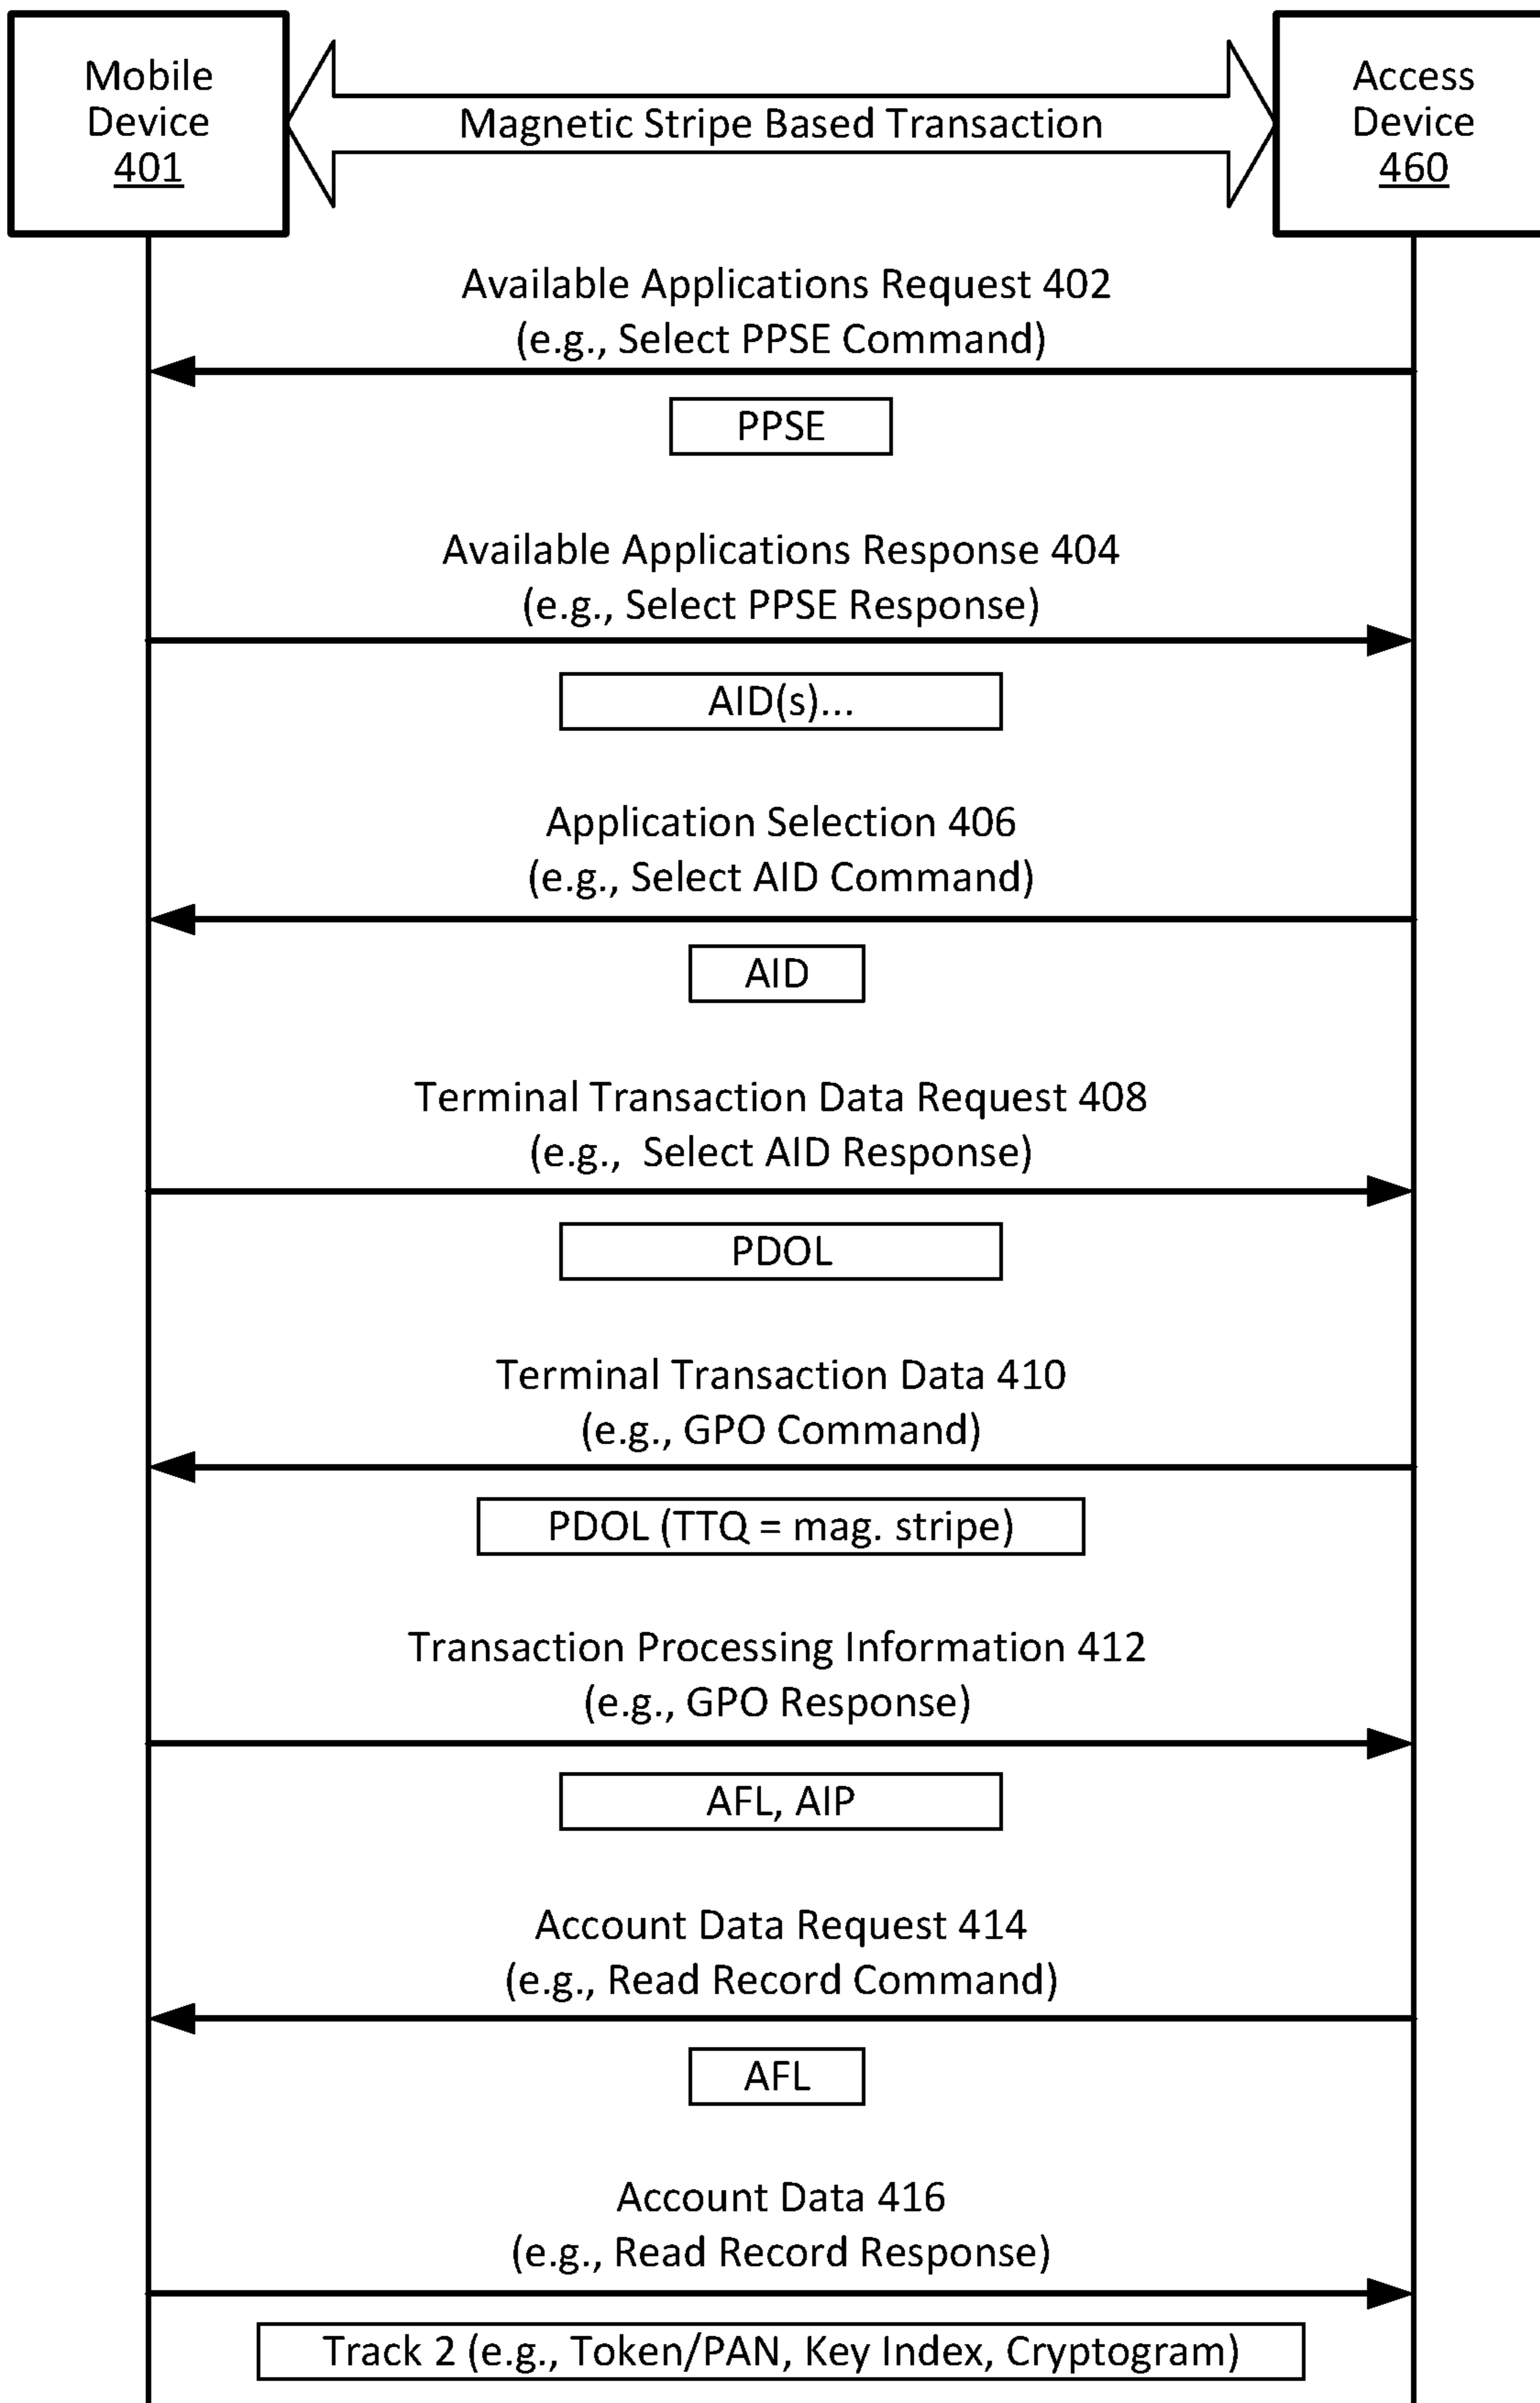 Mobile
Device
401
Magnetic Stripe Based Transaction
Access
Device
460
Available Applications Request 402
(e.g., Select PPSE Command)
PPSE
Available Applications Response 404
(e.g., Select PPSE Response)
AID(s)...
Application Selection 406
(e.g., Select AID Command)
AID
Terminal Transaction Data Request 408
(e.g.,  Select AID Response)
PDOL
Terminal Transaction Data 410
(e.g., GPO Command)
PDOL (TTQ = mag. stripe)
Transaction Processing Information 412
(e.g., GPO Response)
AFL, AIP
Account Data Request 414
(e.g., Read Record Command)
AFL
Account Data 416
(e.g., Read Record Response)
Track 2 (e.g., Token/PAN, Key Index, Cryptogram)